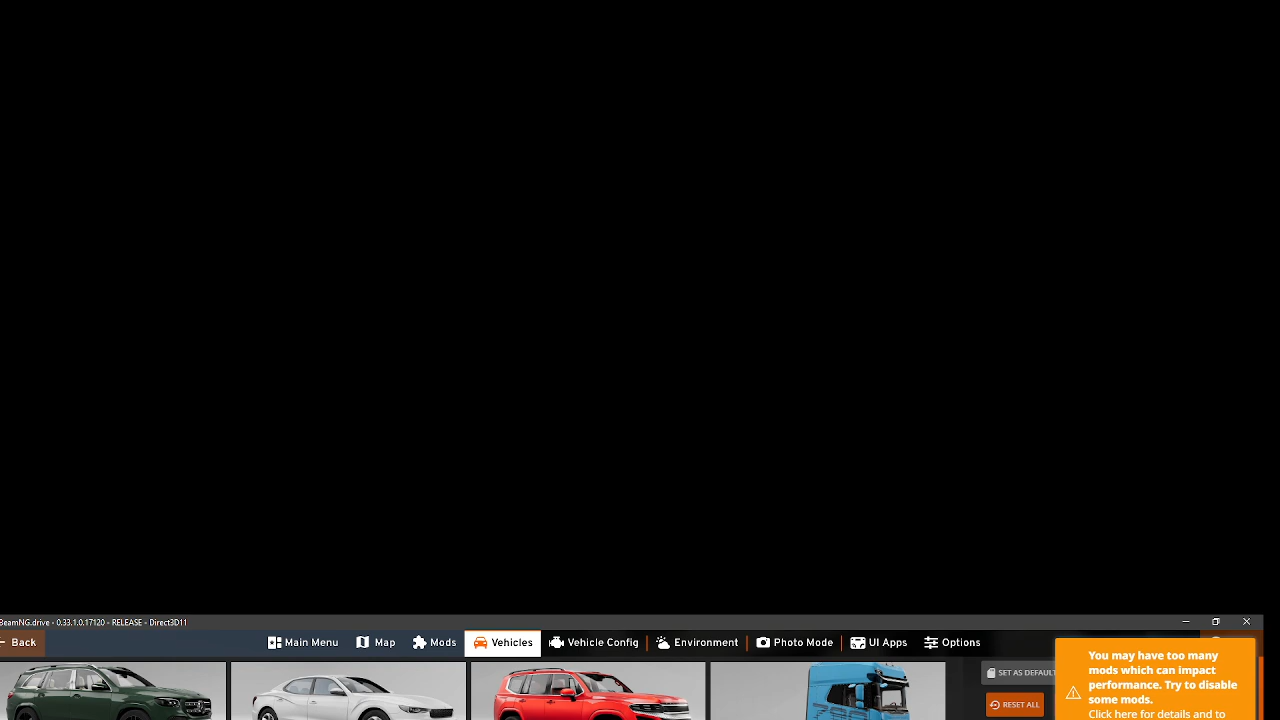 BeamNG.drive - 0.33.1.0.17120 - RELEASE - Direct3D11
Back Main Menu Map Mods Vehicles Vehicle Config Environment Photo Mode UI Apps Options
You may have too many
mods which can impact
performance. Try to disable
some mods.
Click here for details and to
SET AS DEFAULT
RESET ALL